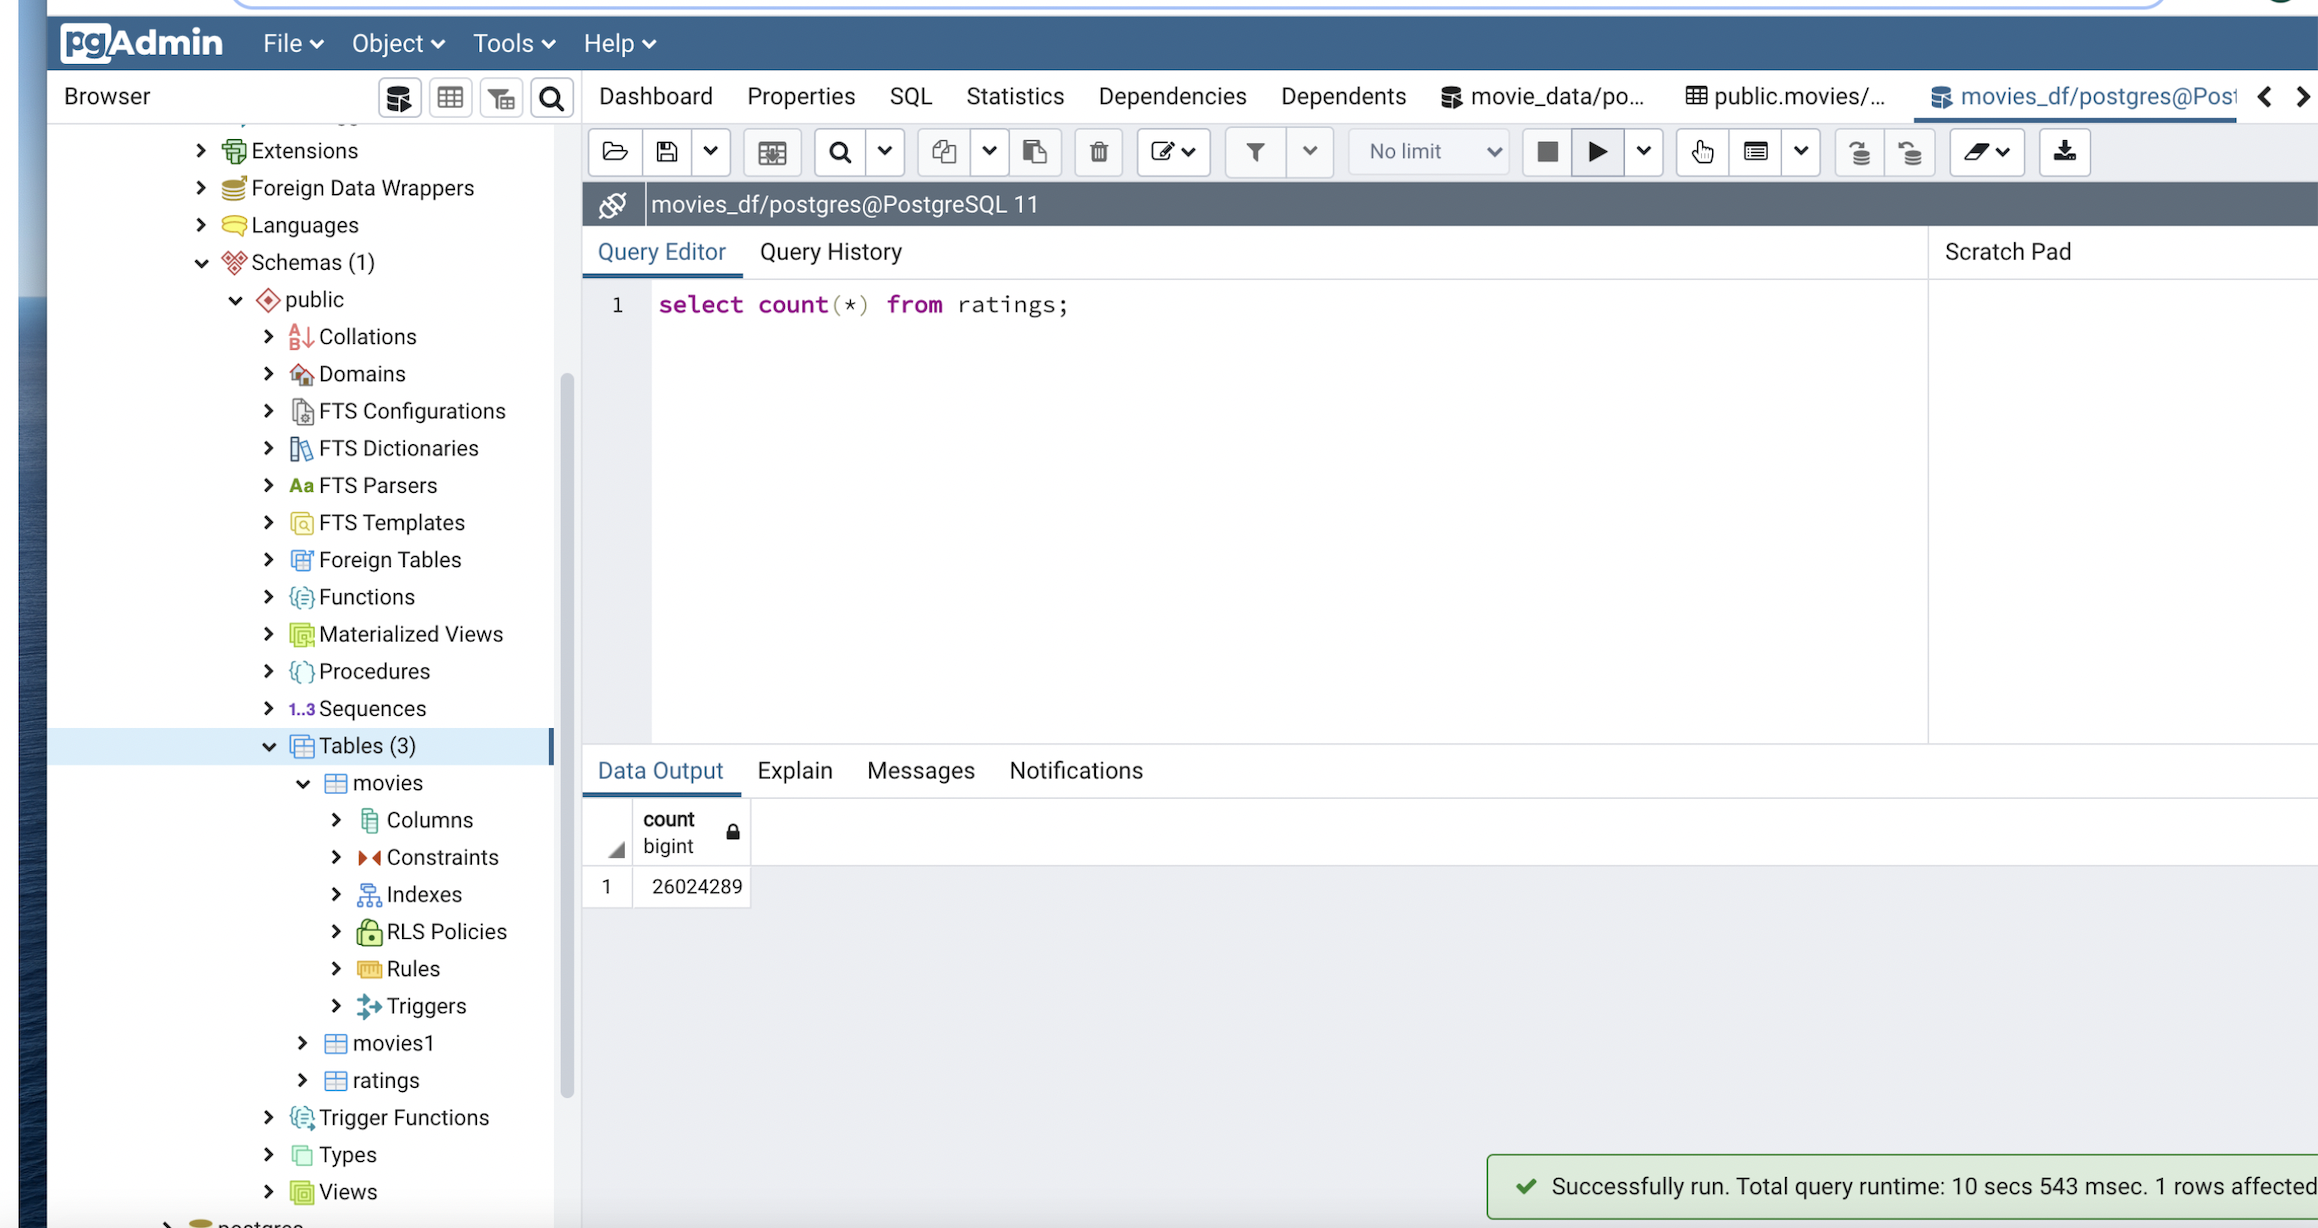 pgAdmin File Object Tools Help
Browser
Dashboard Properties SQL Statistics Dependencies Dependents movie_data/po... public.movies/... movies_df/postgres@Post
No limit
movies_df/postgres@PostgreSQL 11
Query Editor Query History
Scratch Pad
1 select count(*) from ratings;
Extensions
Foreign Data Wrappers
Languages
Schemas (1)
public
Collations
Domains
FTS Configurations
FTS Dictionaries
Aa FTS Parsers
FTS Templates
Foreign Tables
Functions
Materialized Views
Procedures
1..3 Sequences
Tables (3)
movies
Columns
Constraints
Indexes
RLS Policies
Rules
Triggers
movies1
ratings
Trigger Functions
Types
Views
Data Output Explain Messages Notifications
count
bigint
1 26024289
Successfully run. Total query runtime: 10 secs 543 msec. 1 rows affected